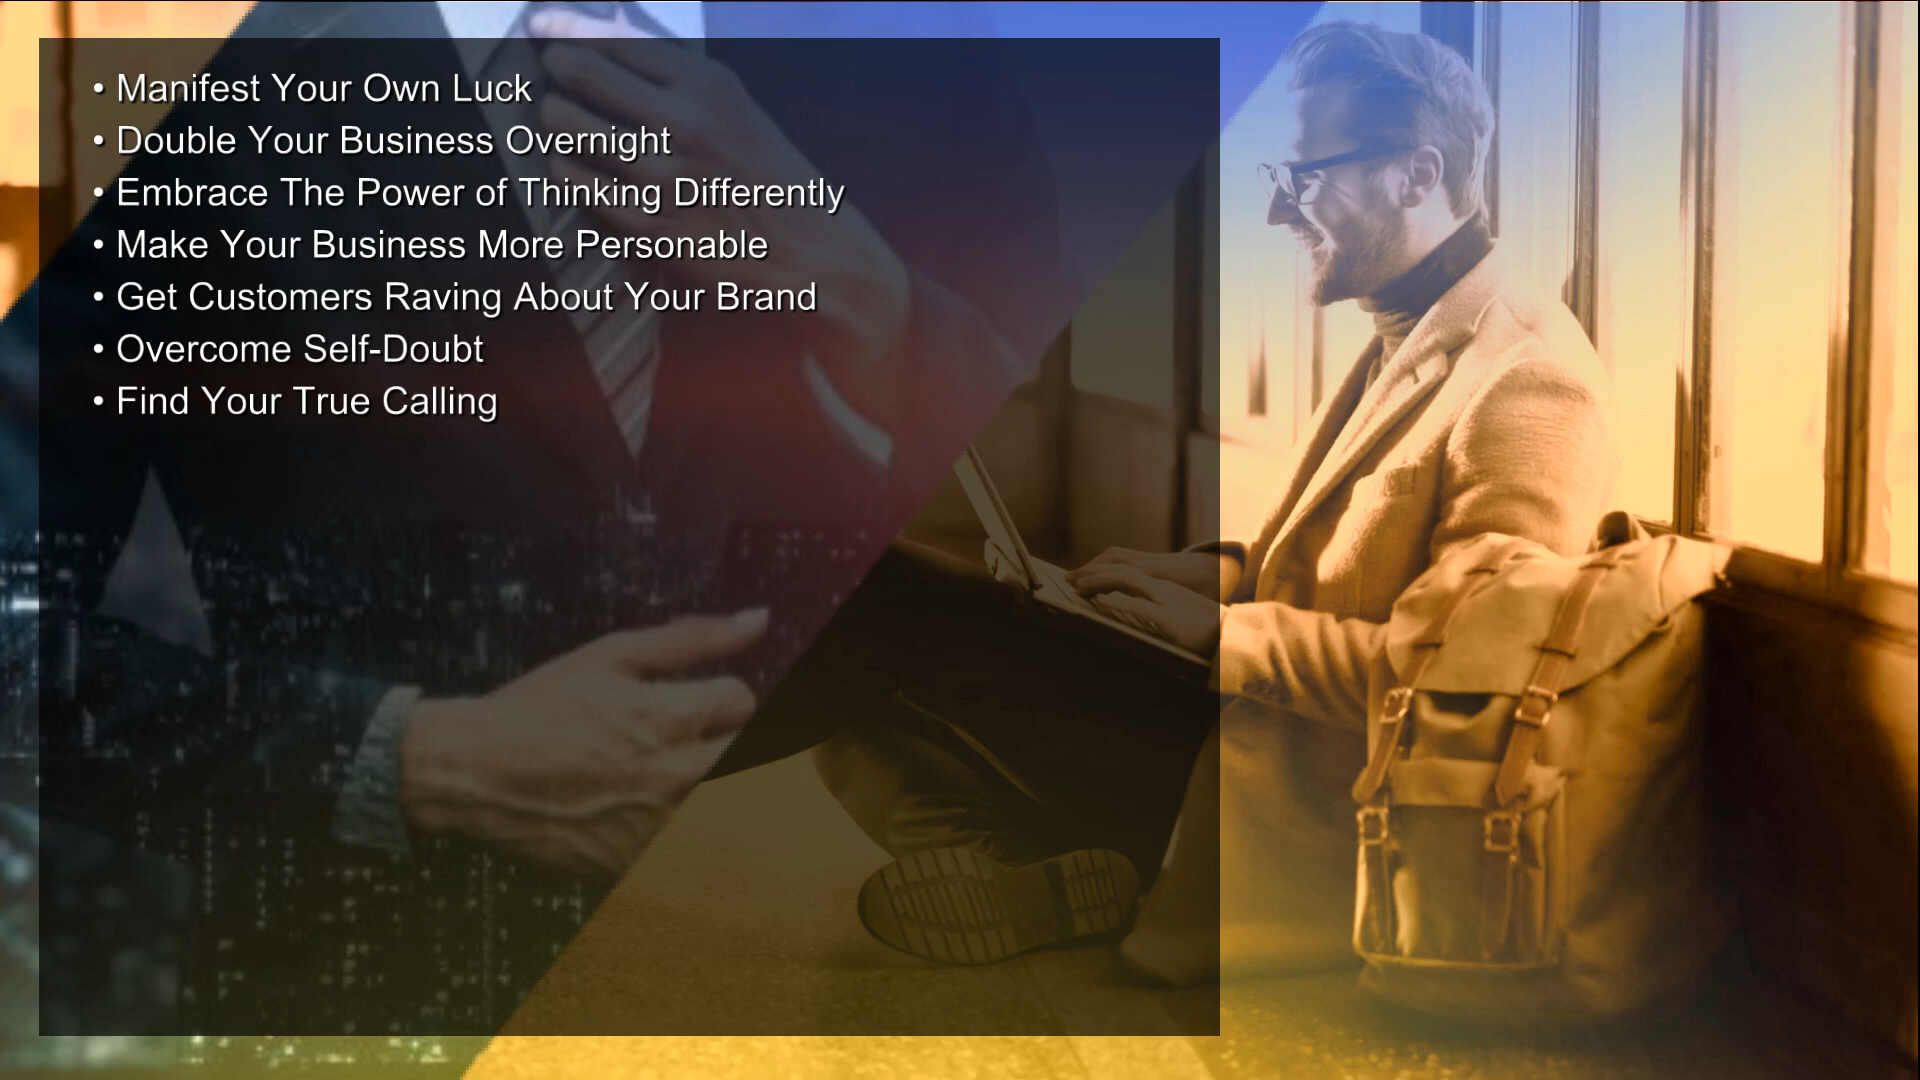 • Manifest Your Own Luck
• Double Your Business Overnight
• Embrace The Power of Thinking Differently
• Make Your Business More Personable
• Get Customers Raving About Your Brand
• Overcome Self-Doubt
• Find Your True Calling